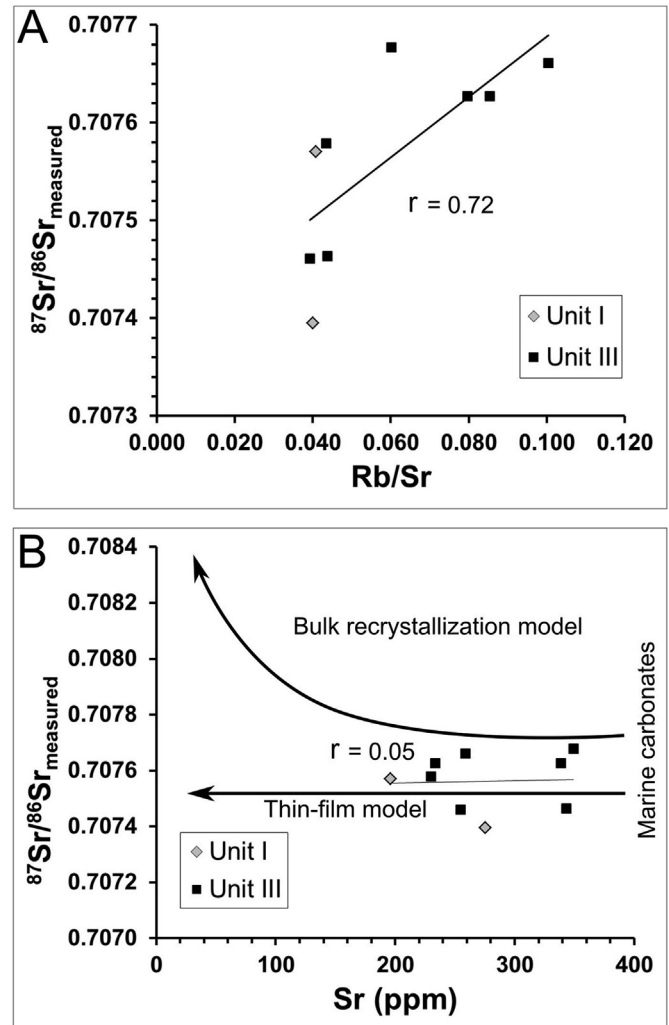 A
0.7077
0.7076
0.7075
0.7074
0.7073
87Sr/86Srmeasured
r = 0.72
Unit I
Unit III
0.000 0.020 0.040 0.060 0.080 0.100 0.120
Rb/Sr
B
0.7084
0.7082
0.7080
0.7078
0.7076
0.7074
0.7072
0.7070
87Sr/86Srmeasured
Bulk recrystallization model
r = 0.05
Thin-film model
Marine carbonates
Unit I
Unit III
0 100 200 300 400
Sr (ppm)